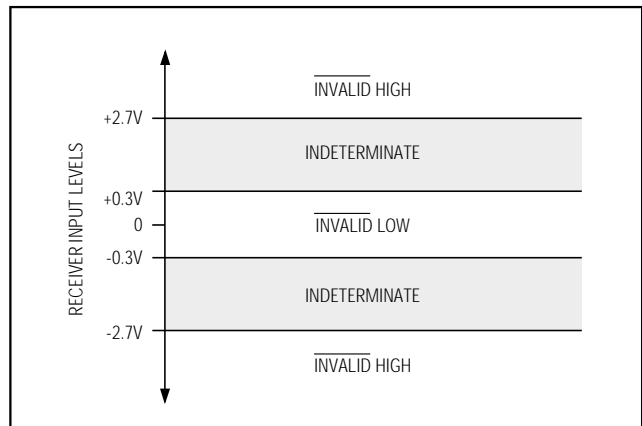 RECEIVER INPUT LEVELS
INVALID HIGH
+2.7V
INDETERMINATE
+0.3V
0
INVALID LOW
-0.3V
INDETERMINATE
-2.7V
INVALID HIGH